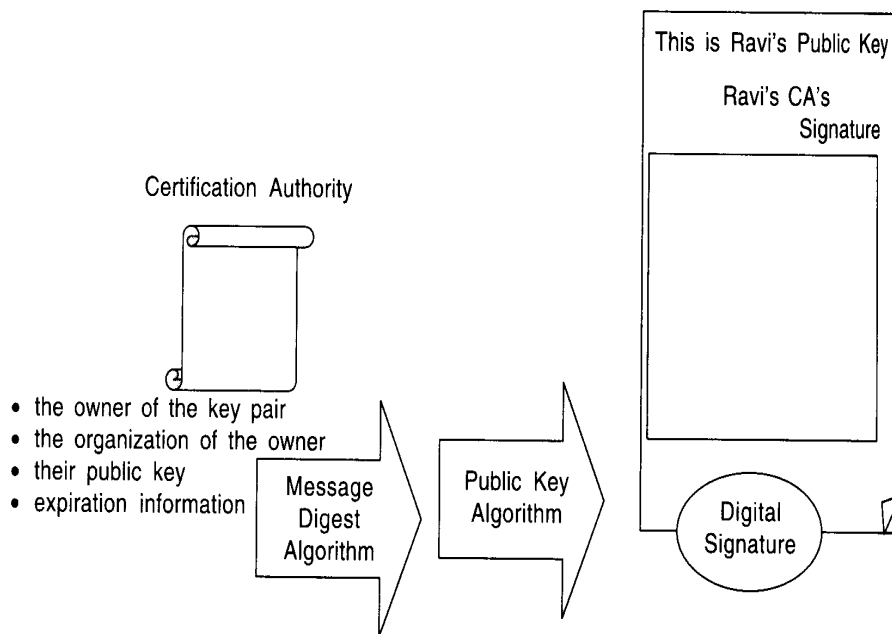 This is Ravi's Public Key
Ravi's CA's
Signature
Certification Authority
• the owner of the key pair
• the organization of the owner
• their public key
• expiration information
Message
Digest
Algorithm
Public Key
Algorithm
Digital
Signature